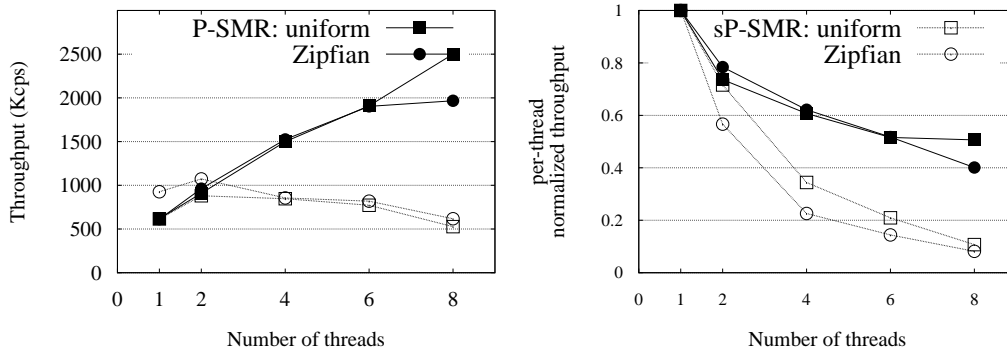 P-SMR: uniform
Zipfian
2500
2000
1500
1000
500
0
Throughput (Kcps)
0 1 2 4 6 8
Number of threads
sP-SMR: uniform
Zipfian
1
0.8
0.6
0.4
0.2
0
per-thread
normalized throughput
0 1 2 4 6 8
Number of threads